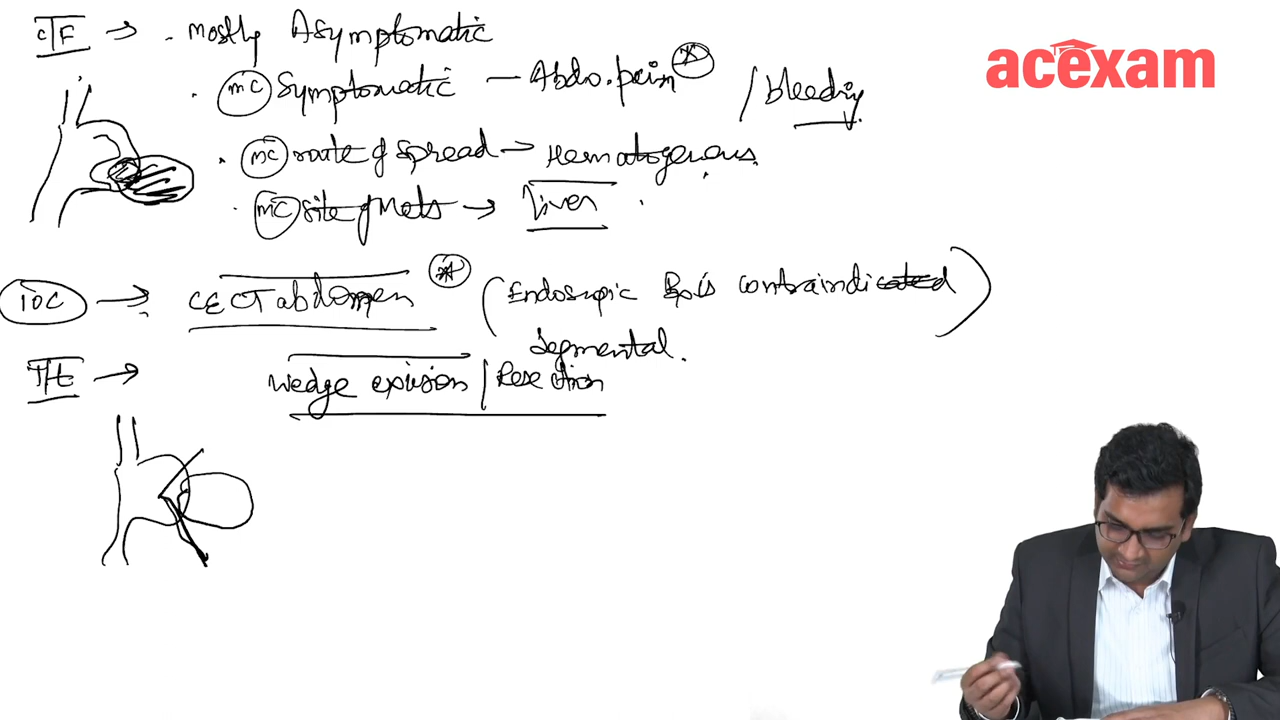 CTF → . mostly Asymptomatic
acexam
. mc Symptomatic – Abdo.pain * / bleeding
. mc route of spread → Hematogenous.
. mc site of Mets → Liver .
IOC → CECT abdomen * (Endoscopic Bx is contraindicated)
Segmental.
T/t → Wedge excision / Resection